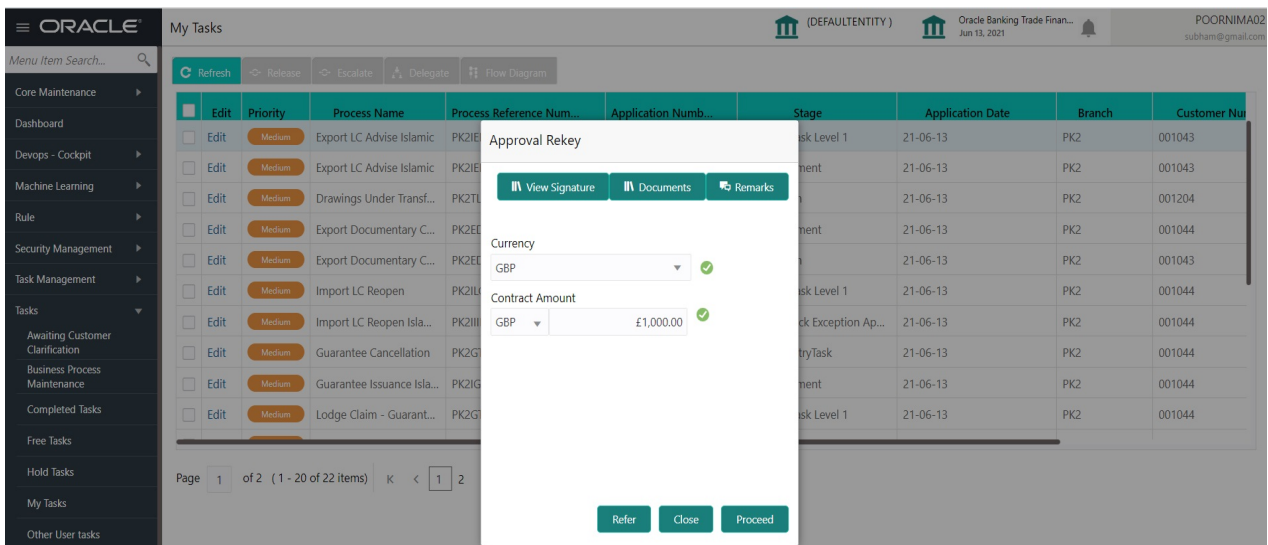 ORACLE
My Tasks
(DEFAULTENTITY )
Oracle Banking Trade Finan...
Jun 13, 2021
POORNIMA02
subham@gmail.com
Menu Item Search...
Core Maintenance
Dashboard
Devops - Cockpit
Machine Learning
Rule
Security Management
Task Management
Tasks
Awaiting Customer
Clarification
Business Process
Maintenance
Completed Tasks
Free Tasks
Hold Tasks
My Tasks
Other User tasks
Refresh Release Escalate Delegate Flow Diagram
Edit Priority Process Name Process Reference Num... Application Numb... Stage Application Date Branch Customer Nu
Edit Medium Export LC Advise Islamic PK2IE ask Level 1 21-06-13 PK2 001043
Edit Medium Export LC Advise Islamic PK2IE ment 21-06-13 PK2 001043
Edit Medium Drawings Under Transf... PK2TL 21-06-13 PK2 001204
Edit Medium Export Documentary C... PK2ED ment 21-06-13 PK2 001044
Edit Medium Export Documentary C... PK2ED 21-06-13 PK2 001043
Edit Medium Import LC Reopen PK2IL ask Level 1 21-06-13 PK2 001044
Edit Medium Import LC Reopen Isla... PK2III ck Exception Ap... 21-06-13 PK2 001044
Edit Medium Guarantee Cancellation PK2GT tryTask 21-06-13 PK2 001044
Edit Medium Guarantee Issuance Isla... PK2IG ment 21-06-13 PK2 001044
Edit Medium Lodge Claim - Guarant... PK2GT ask Level 1 21-06-13 PK2 001044
Page 1 of 2 ( 1 - 20 of 22 items) 1 2
Approval Rekey
View Signature Documents Remarks
Currency
GBP
Contract Amount
GBP £1,000.00
Refer Close Proceed